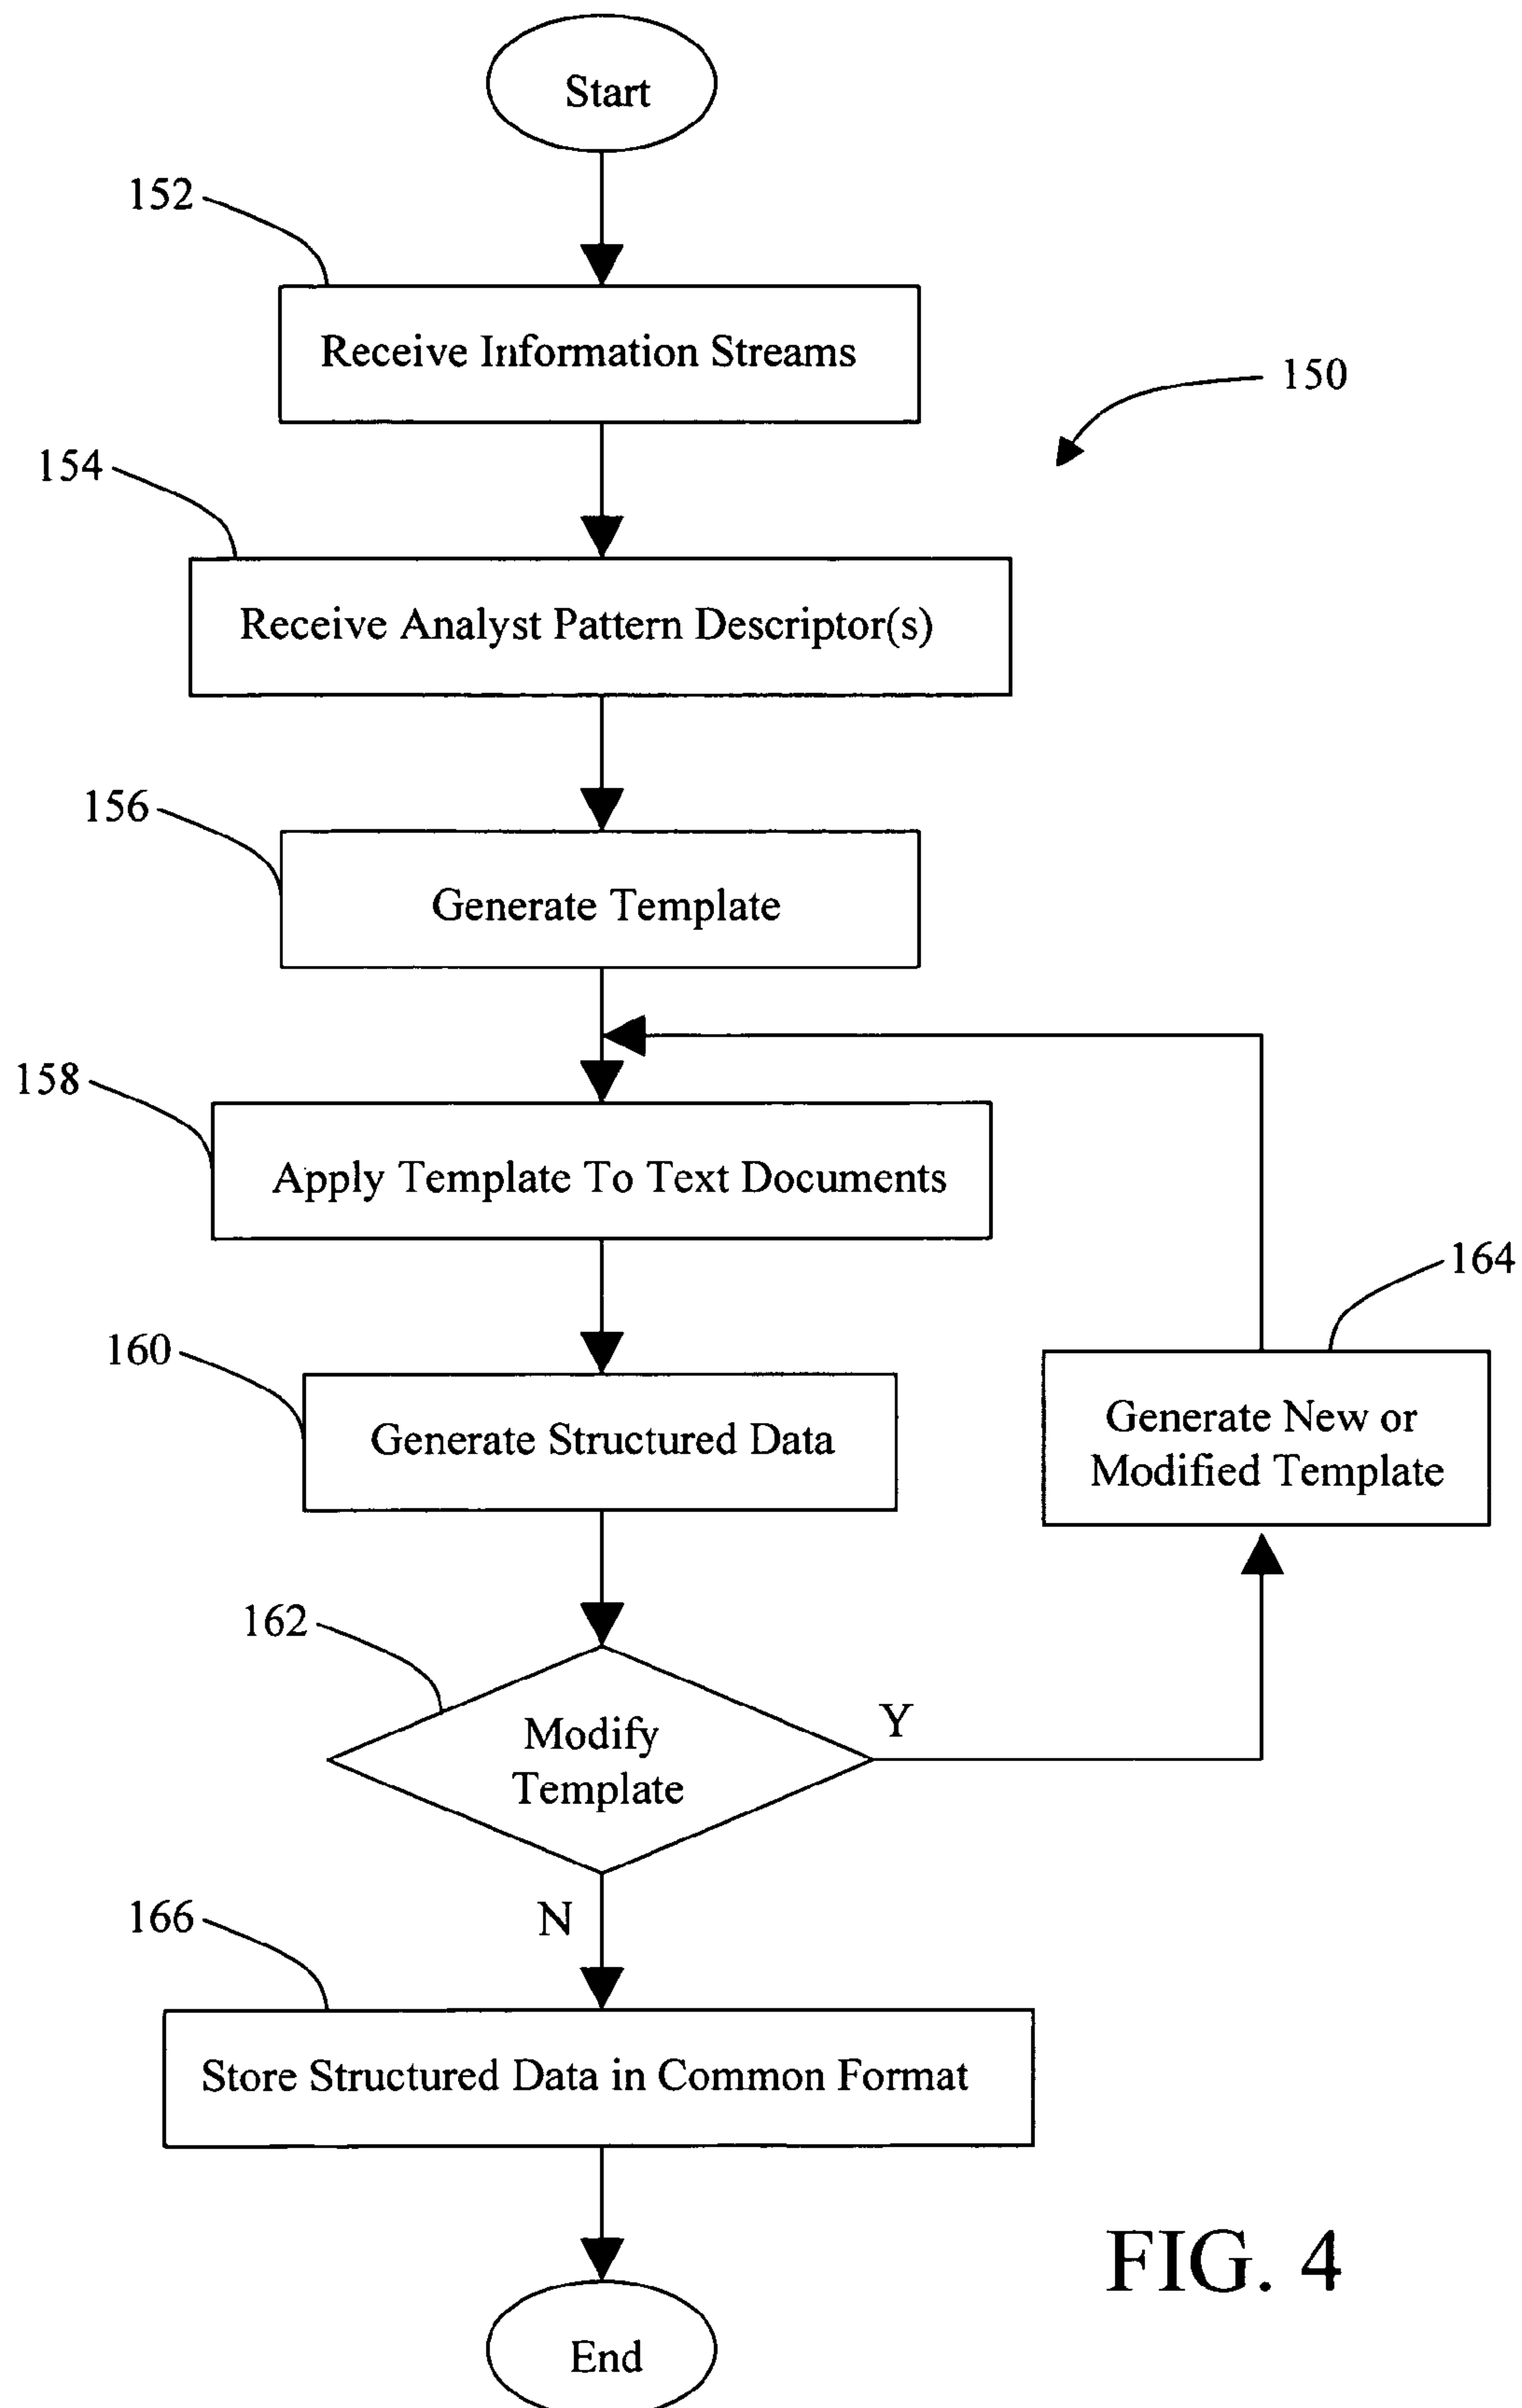 Start
152
Receive Information Streams
150
154
Receive Analyst Pattern Descriptor(s)
156
Generate Template
158
Apply Template To Text Documents
164
160
Generate Structured Data
Generate New or
Modified Template
162
Modify
Template
Y
N
166
Store Structured Data in Common Format
FIG. 4
End